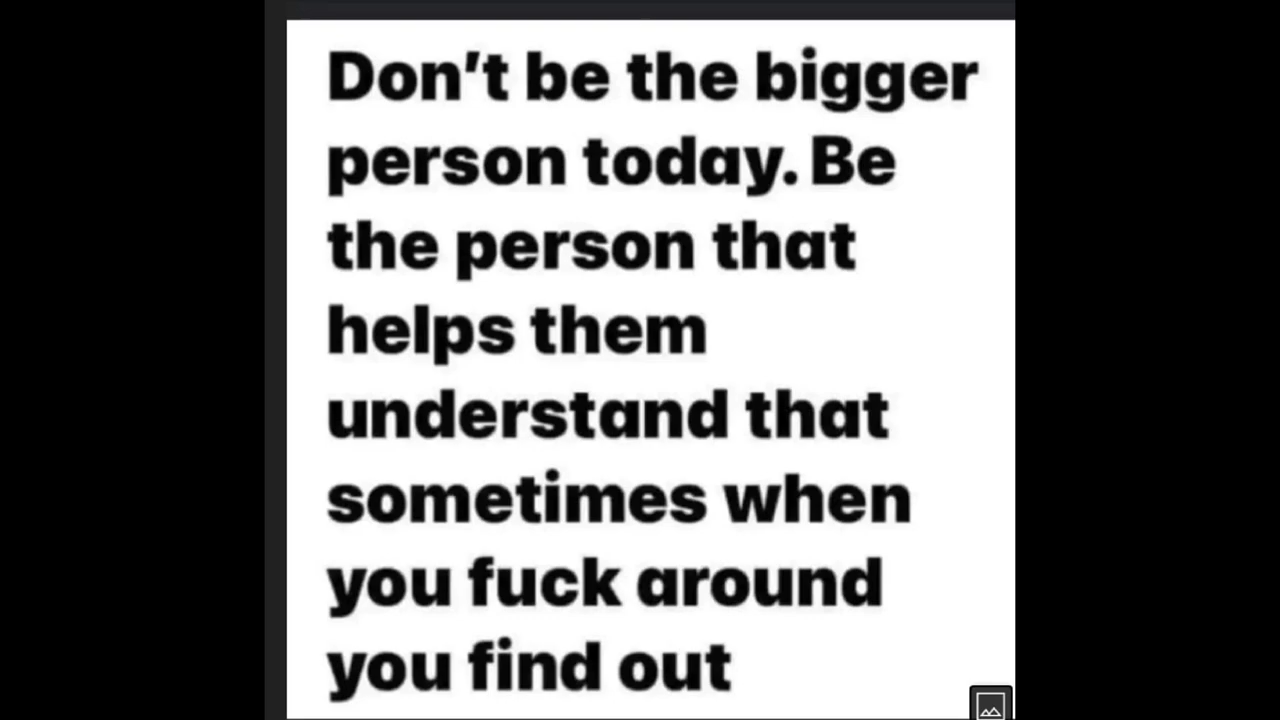 Don’t be the bigger
person today. Be
the person that
helps them
understand that
sometimes when
you fuck around
you find out